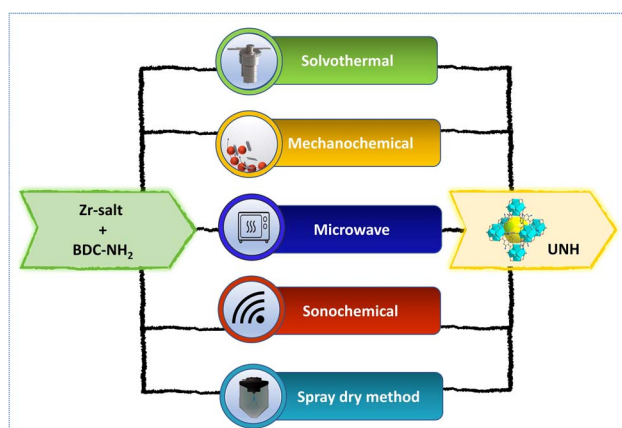 Solvothermal
Mechanochemical
Zr-salt
+
BDC-NH₂
Microwave
UNH
Sonochemical
Spray dry method